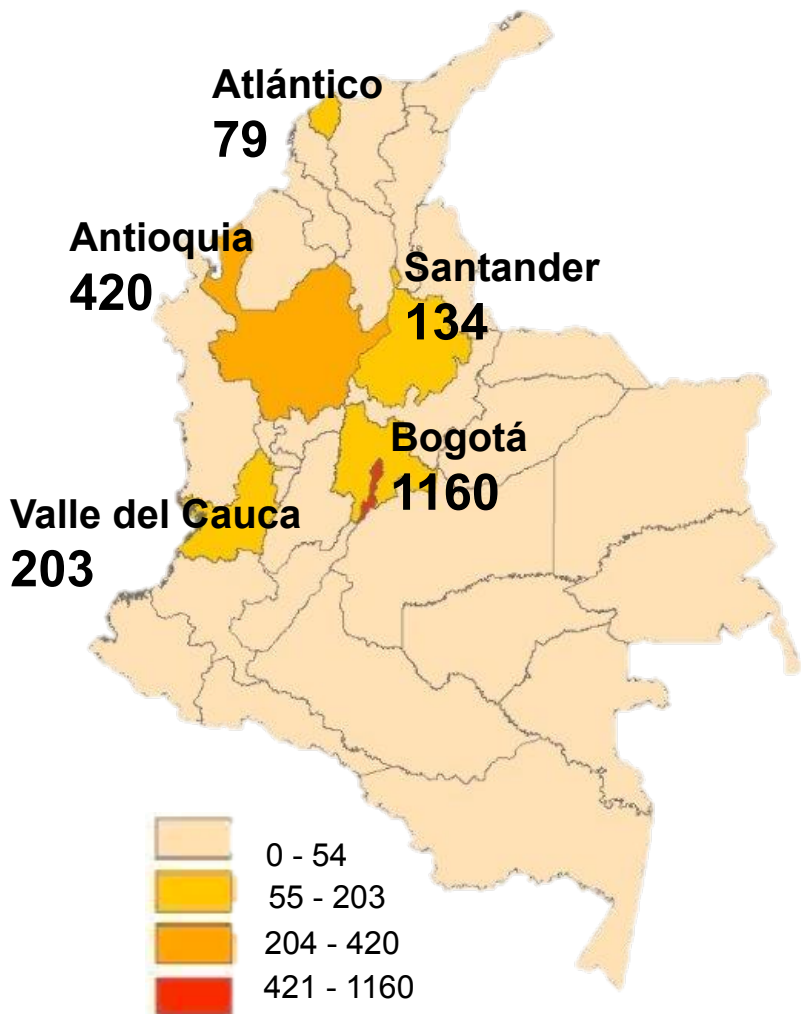 Atlántico
79
Antioquia
420
Santander
134
Bogotá
1160
Valle del Cauca
203
0 - 54
55 - 203
204 - 420
421 - 1160